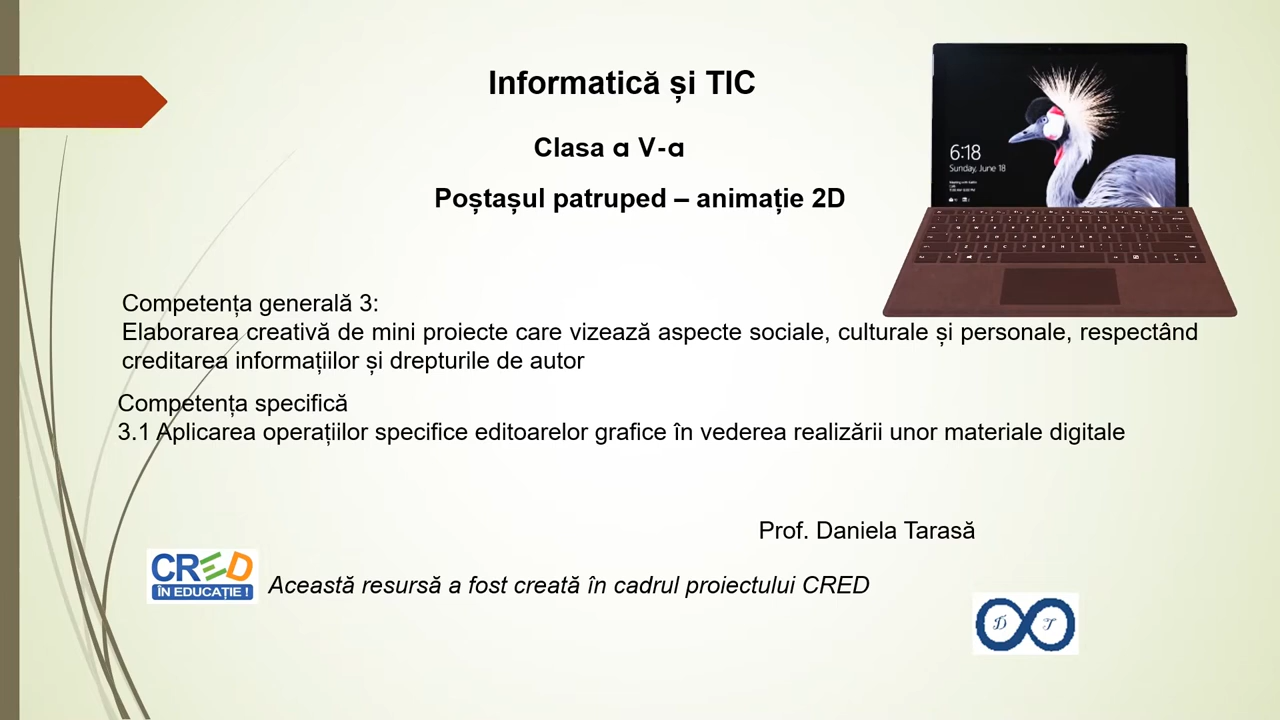 Informatică și TIC
Clasa a V-a
Poștașul patruped – animație 2D
6:18
Sunday, June 18
Competența generală 3:
Elaborarea creativă de mini proiecte care vizează aspecte sociale, culturale și personale, respectând
creditarea informațiilor și drepturile de autor
Competența specifică
3.1 Aplicarea operațiilor specifice editoarelor grafice în vederea realizării unor materiale digitale
Prof. Daniela Tarasă
CRED
ÎN EDUCAȚIE !
Această resursă a fost creată în cadrul proiectului CRED
D T